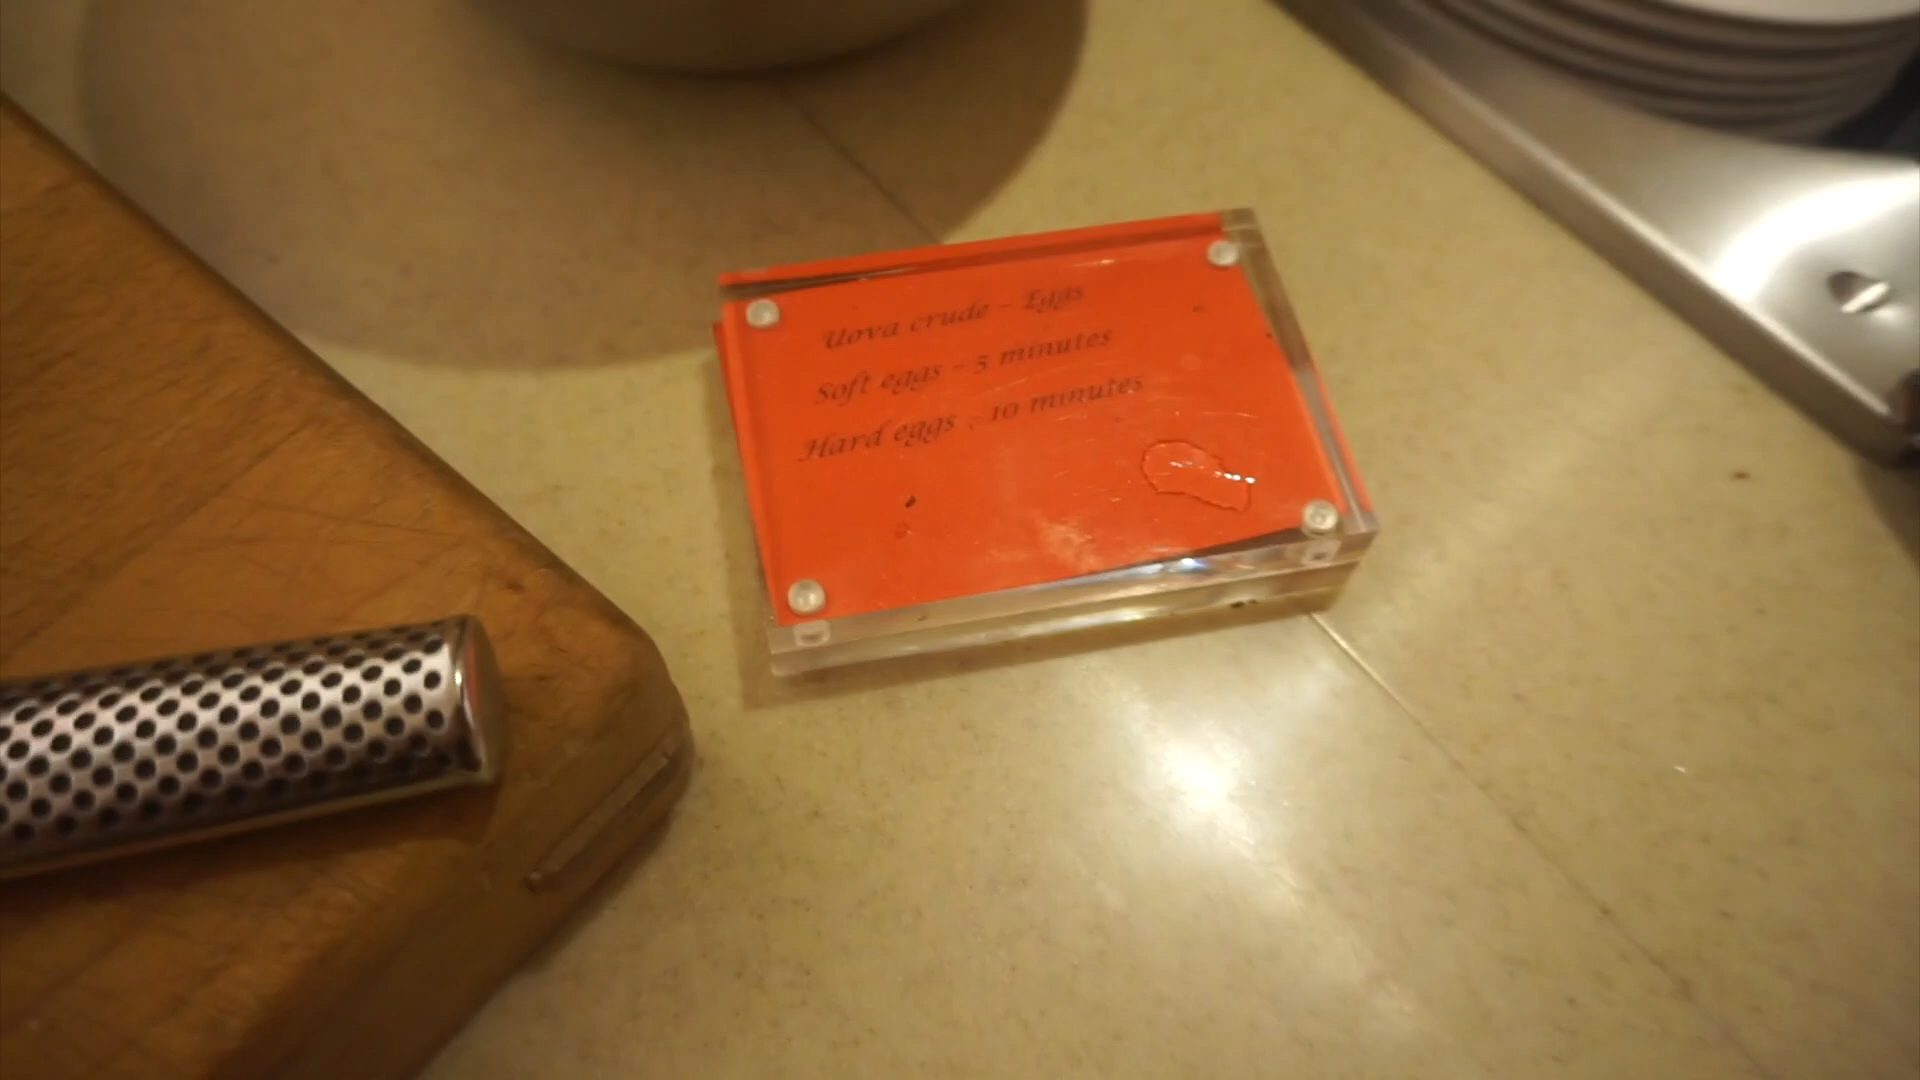 Uova crude - Eggs
Soft eggs - 5 minutes
Hard eggs - 10 minutes